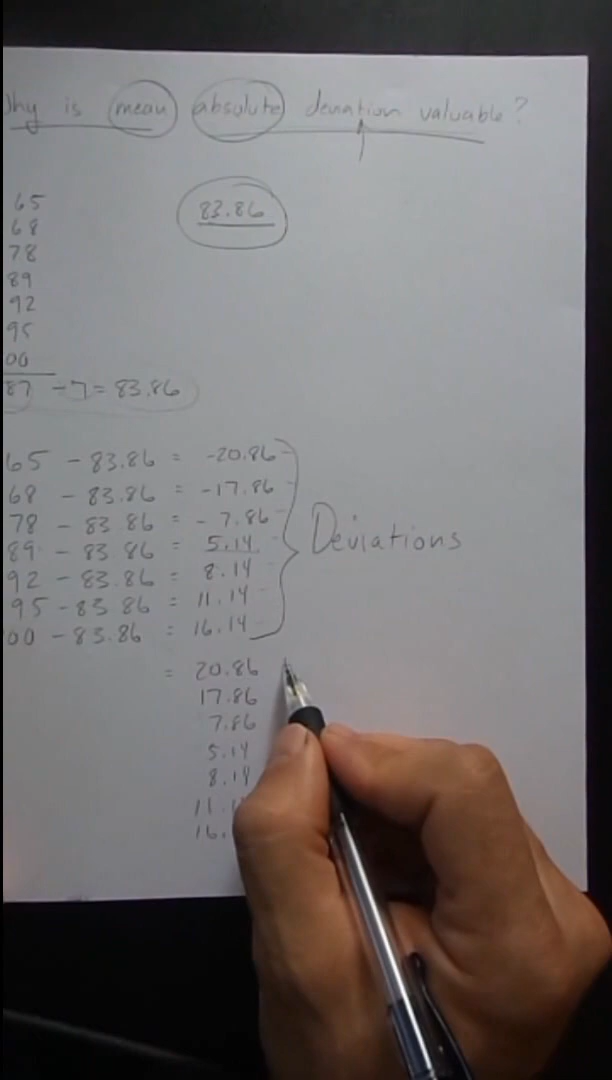 Why is mean absolute deviation valuable?
83.86
65
68
78
89
92
95
00
87 - 7 = 83.86
65 - 83.86 = -20.86
68 - 83.86 = -17.86
78 - 83.86 = -7.86
89 - 83.86 = 5.14
92 - 83.86 = 8.14
95 - 83.86 = 11.14
00 - 83.86 = 16.14
Deviations
= 20.86
17.86
7.86
5.14
8.14
11.1
16.